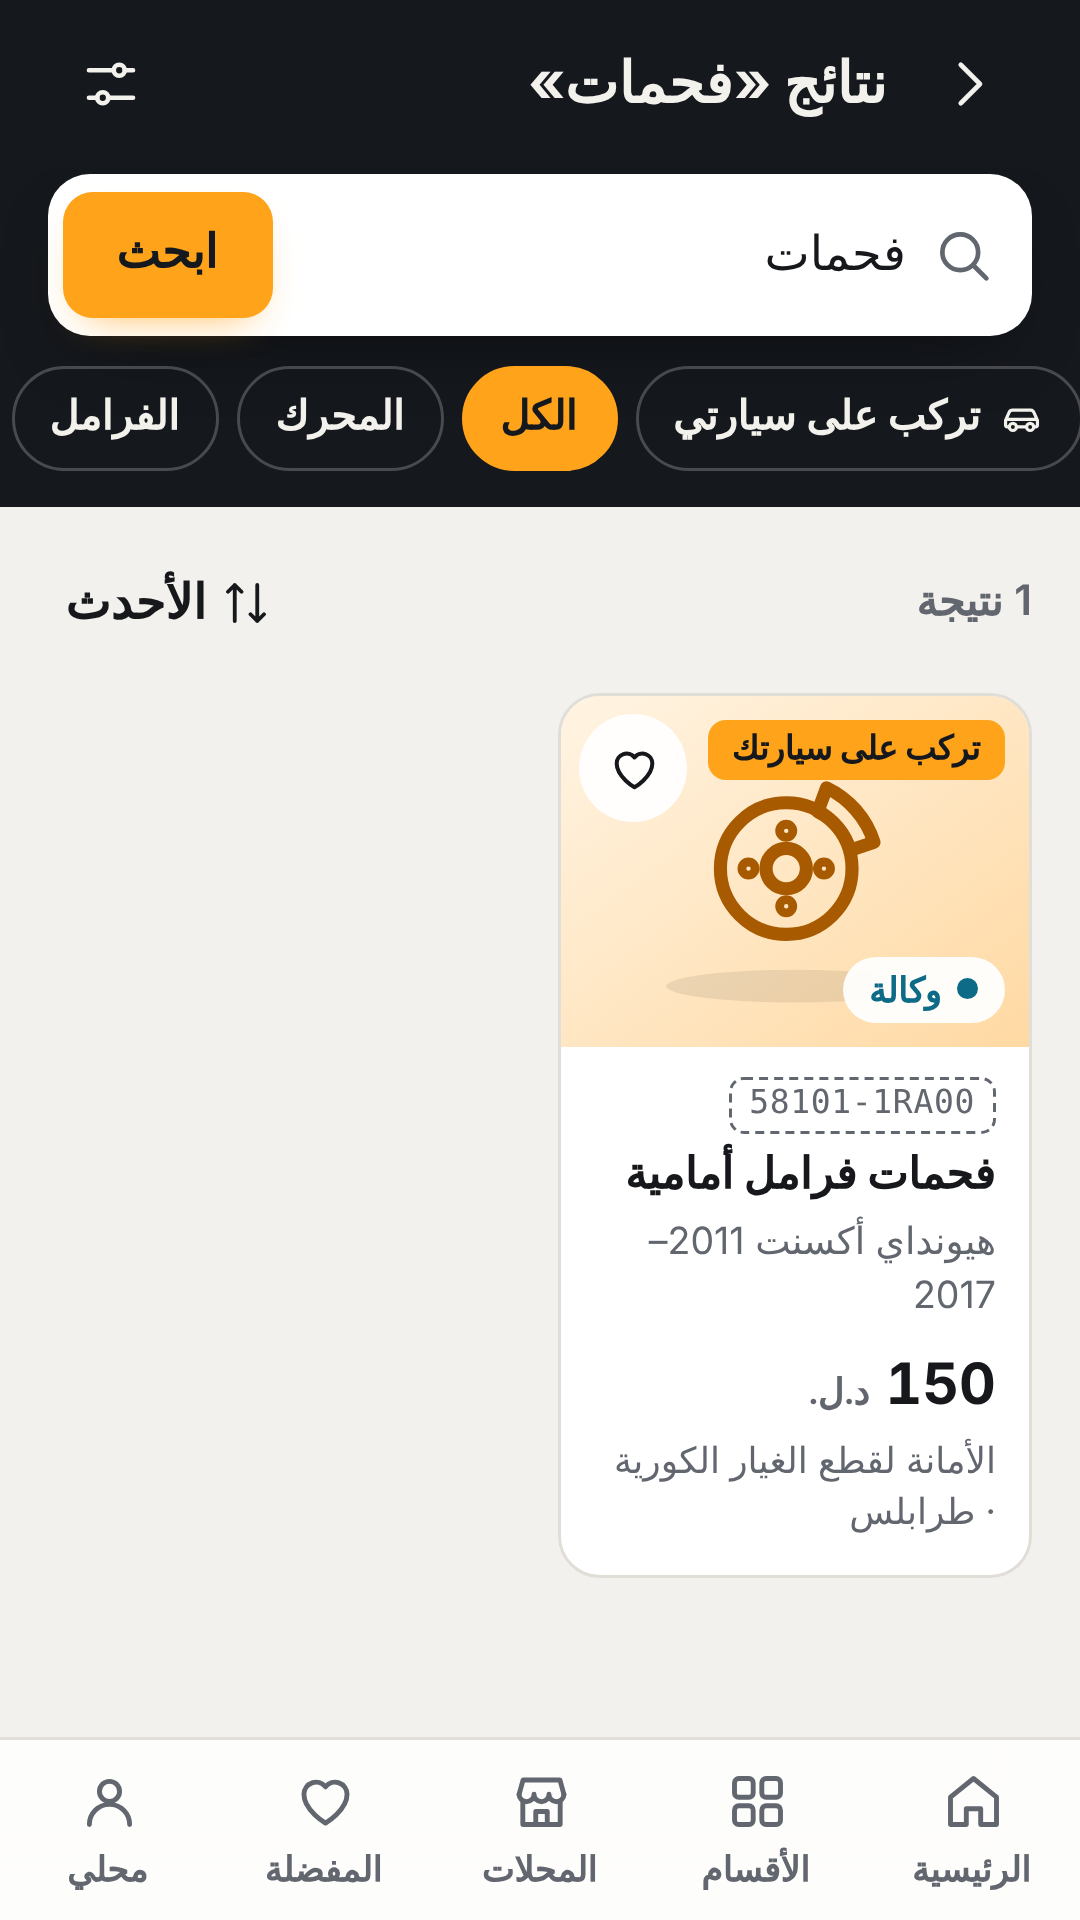 نتائج «فحمات»
فحمات
ابحث
تركب على سيارتي
الكل
المحرك
الفرامل
1 نتيجة
الأحدث
تركب على سيارتك
وكالة
58101-1RA00
فحمات فرامل أمامية
هيونداي أكسنت 2011–
2017
150 د.ل.
الأمانة لقطع الغيار الكورية
· طرابلس
الرئيسية
الأقسام
المحلات
المفضلة
محلي